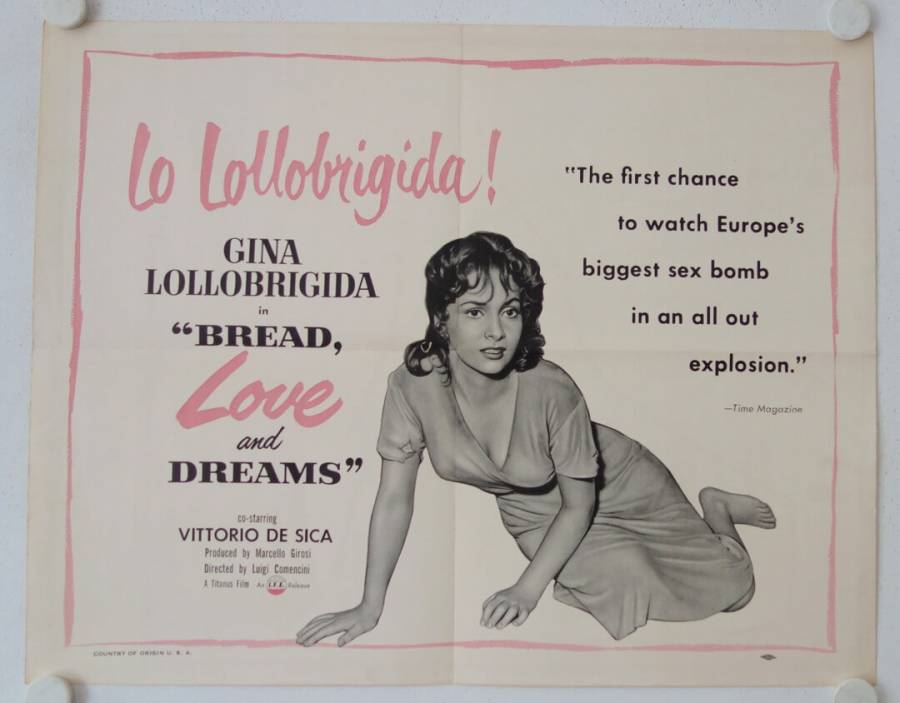 Lo Lollobrigida!
GINA
LOLLOBRIGIDA
in
“BREAD,
Love
and
DREAMS”
co-starring
VITTORIO DE SICA
Produced by Marcello Girosi
Directed by Luigi Comencini
A Titanus Film An I.F.E. Release
"The first chance
to watch Europe's
biggest sex bomb
in an all out
explosion."
—Time Magazine
COUNTRY OF ORIGIN U. S. A.